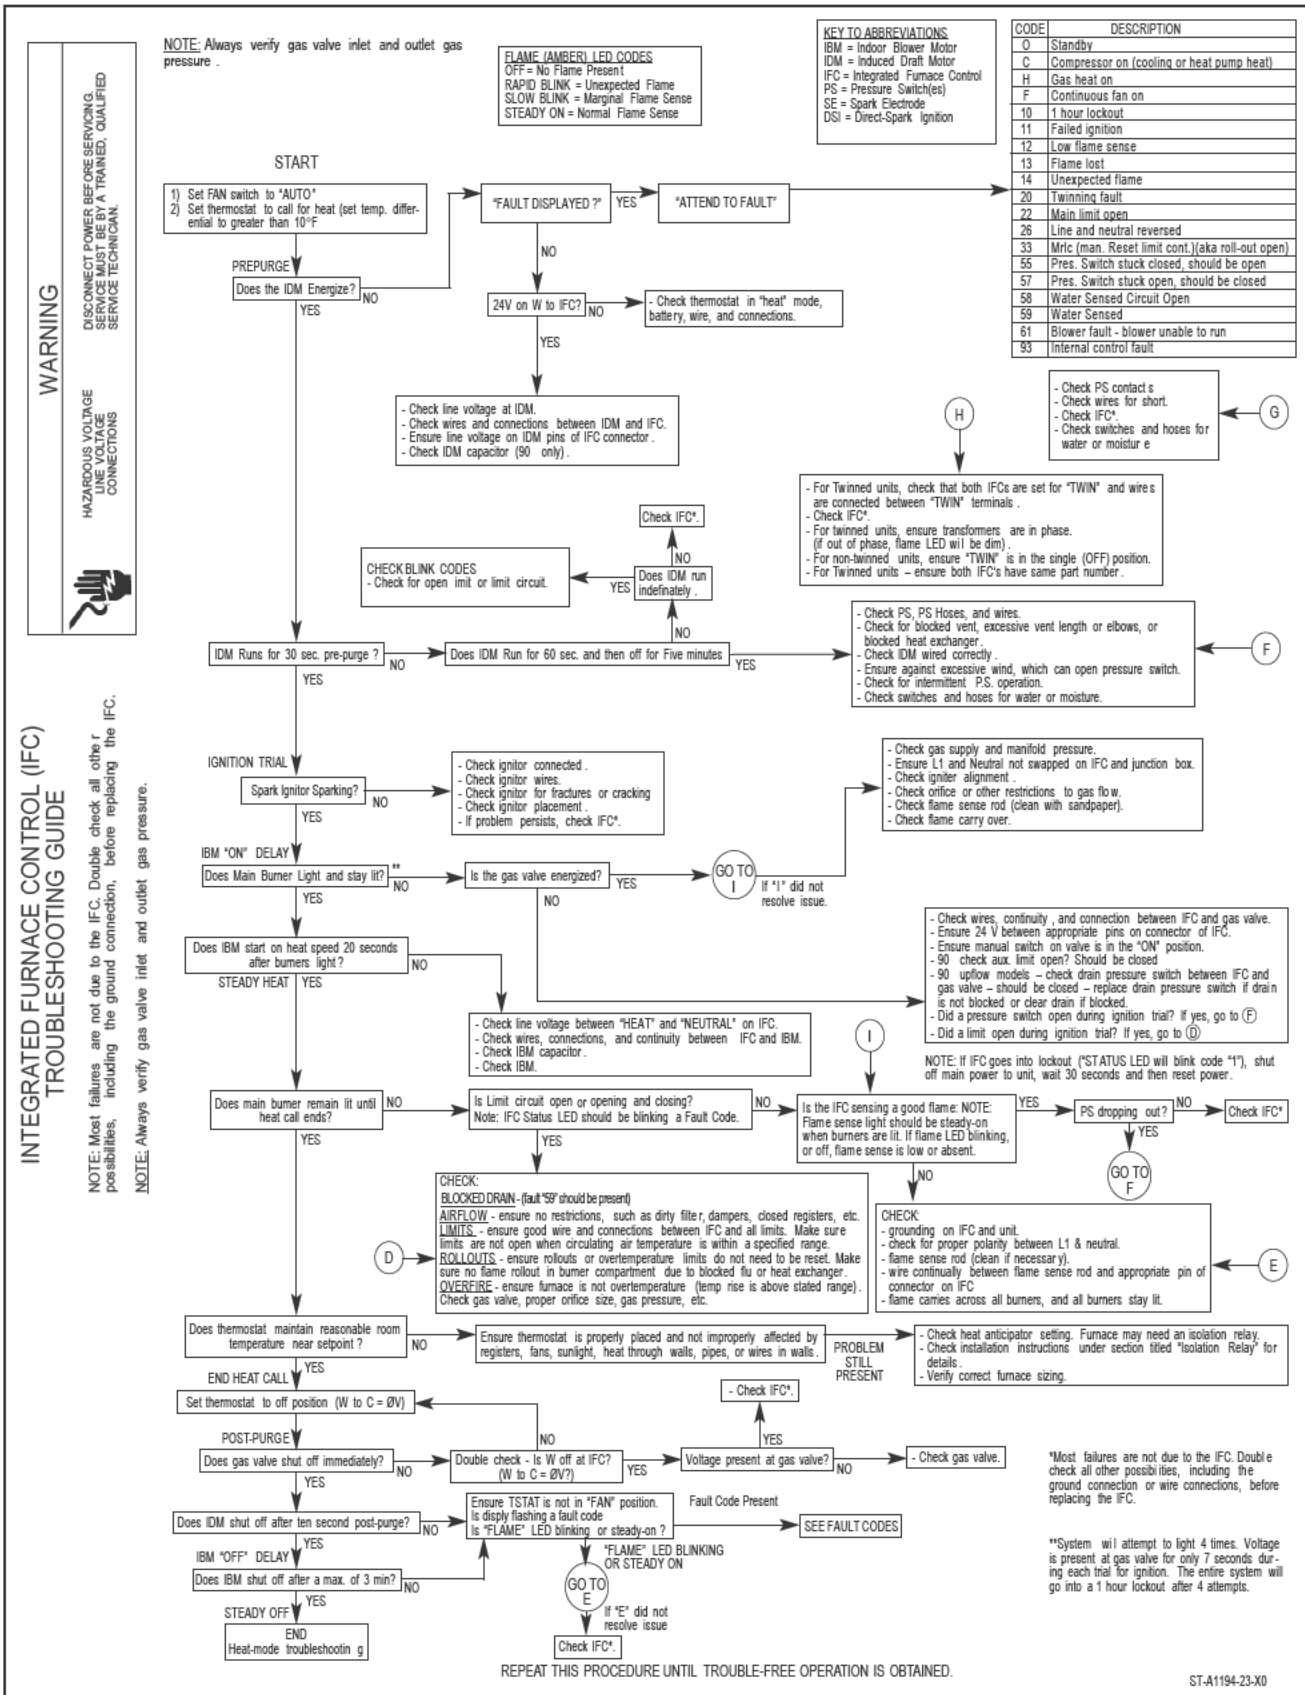 WARNING
HAZARDOUS VOLTAGE
LINE VOLTAGE
CONNECTIONS
DISCONNECT POWER BEFORE SERVICING.
SERVICE MUST BE BY A TRAINED, QUALIFIED
SERVICE TECHNICIAN.
INTEGRATED FURNACE CONTROL (IFC)
TROUBLESHOOTING GUIDE
NOTE: Most failures are not due to the IFC. Double check all othe r
possibilities, including the ground connection, before replacing the IFC.
NOTE: Always verify gas valve inlet and outlet gas pressure.
NOTE: Always verify gas valve inlet and outlet gas
pressure .
FLAME (AMBER) LED CODES
OFF = No Flame Present
RAPID BLINK = Unexpected Flame
SLOW BLINK = Marginal Flame Sense
STEADY ON = Normal Flame Sense
KEY TO ABBREVIATIONS
IBM = Indoor Blower Motor
IDM = Induced Draft Motor
IFC = Integrated Furnace Control
PS = Pressure Switch(es)
SE = Spark Electrode
DSI = Direct-Spark Ignition
CODE DESCRIPTION
O Standby
C Compressor on (cooling or heat pump heat)
H Gas heat on
F Continuous fan on
10 1 hour lockout
11 Failed ignition
12 Low flame sense
13 Flame lost
14 Unexpected flame
20 Twinning fault
22 Main limit open
26 Line and neutral reversed
33 Mrlc (man. Reset limit cont.)(aka roll-out open)
55 Pres. Switch stuck closed, should be open
57 Pres. Switch stuck open, should be closed
58 Water Sensed Circuit Open
59 Water Sensed
61 Blower fault - blower unable to run
93 Internal control fault
START
1) Set FAN switch to "AUTO"
2) Set thermostat to call for heat (set temp. differ-
ential to greater than 10°F
"FAULT DISPLAYED ?"
YES
"ATTEND TO FAULT"
NO
PREPURGE
Does the IDM Energize?
NO
YES
24V on W to IFC?
NO
- Check thermostat in "heat" mode,
battery, wire, and connections.
YES
- Check line voltage at IDM.
- Check wires and connections between IDM and IFC.
- Ensure line voltage on IDM pins of IFC connector .
- Check IDM capacitor (90 only) .
- Check PS contact s
- Check wires for short.
- Check IFC*.
- Check switches and hoses for
water or moistur e
G
H
- For Twinned units, check that both IFCs are set for "TWIN" and wire s
are connected between "TWIN" terminals .
- Check IFC*.
- For twinned units, ensure transformers are in phase.
(if out of phase, flame LED wi ll be dim) .
- For non-twinned units, ensure "TWIN" is in the single (OFF) position.
- For Twinned units – ensure both IFC's have same part number .
Check IFC*.
NO
CHECK BLINK CODES
- Check for open imit or limit circuit.
YES
Does IDM run
indefinately .
NO
IDM Runs for 30 sec. pre-purge ?
NO
YES
Does IDM Run for 60 sec. and then off for Five minutes
YES
- Check PS, PS Hoses, and wires.
- Check for blocked vent, excessive vent length or elbows, or
blocked heat exchanger.
- Check IDM wired correctly .
- Ensure against excessive wind, which can open pressure switch.
- Check for intermittent P.S. operation.
- Check switches and hoses for water or moisture.
F
IGNITION TRIAL
Spark Ignitor Sparking?
NO
YES
- Check ignitor connected .
- Check ignitor wires.
- Check ignitor for fractures or cracking
- Check ignitor placement .
- If problem persists, check IFC*.
- Check gas supply and manifold pressure.
- Ensure L1 and Neutral not swapped on IFC and junction box.
- Check igniter alignment .
- Check orifice or other restrictions to gas flow.
- Check flame sense rod (clean with sandpaper).
- Check flame carry over.
IBM "ON" DELAY
Does Main Burner Light and stay lit?
**
NO
YES
Is the gas valve energized?
YES
NO
GO TO
I
If "I" did not
resolve issue.
- Check wires, continuity , and connection between IFC and gas valve.
- Ensure 24 V between appropriate pins on connector of IFC.
- Ensure manual switch on valve is in the "ON" position.
- 90 check aux. limit open? Should be closed
- 90 upflow models – check drain pressure switch between IFC and
gas valve – should be closed – replace drain pressure switch if drain
is not blocked or clear drain if blocked.
- Did a pressure switch open during ignition trial? If yes, go to F
- Did a limit open during ignition trial? If yes, go to D
Does IBM start on heat speed 20 seconds
after burners light ?
NO
STEADY HEAT YES
- Check line voltage between "HEAT" and "NEUTRAL" on IFC.
- Check wires, connections, and continuity between IFC and IBM.
- Check IBM capacitor .
- Check IBM.
I
NOTE: If IFC goes into lockout ("STATUS LED will blink code "1"), shut
off main power to unit, wait 30 seconds and then reset power.
Does main burner remain lit until
heat call ends?
NO
YES
Is Limit circuit open or opening and closing?
Note: IFC Status LED should be blinking a Fault Code.
NO
YES
Is the IFC sensing a good flame: NOTE:
Flame sense light should be steady-on
when burners are lit. If flame LED blinking,
or off, flame sense is low or absent.
YES
NO
PS dropping out?
NO
Check IFC*
YES
GO TO
F
D
CHECK:
BLOCKED DRAIN - (fault "59" should be present)
AIRFLOW - ensure no restrictions, such as dirty filte r, dampers, closed registers, etc.
LIMITS - ensure good wire and connections between IFC and all limits. Make sure
limits are not open when circulating air temperature is within a specified range.
ROLLOUTS - ensure rollouts or overtemperature limits do not need to be reset. Make
sure no flame rollout in burner compartment due to blocked flu or heat exchanger .
OVERFIRE - ensure furnace is not overtemperature (temp rise is above stated range) .
Check gas valve, proper orifice size, gas pressure, etc.
CHECK:
- grounding on IFC and unit.
- check for proper polarity between L1 & neutral.
- flame sense rod (clean if necessar y).
- wire continually between flame sense rod and appropriate pin of
connector on IFC
- flame carries across all burners, and all burners stay lit.
E
Does thermostat maintain reasonable room
temperature near setpoint ?
NO
YES
Ensure thermostat is properly placed and not improperly affected by
registers, fans, sunlight, heat through walls, pipes, or wires in walls .
PROBLEM
STILL
PRESENT
- Check heat anticipator setting. Furnace may need an isolation relay.
- Check installation instructions under section titled "Isolation Relay" for
details .
- Verify correct furnace sizing.
END HEAT CALL
Set thermostat to off position (W to C = ØV)
- Check IFC*.
POST-PURGE
Does gas valve shut off immediately?
NO
YES
NO
Double check - Is W off at IFC?
(W to C = ØV?)
YES
YES
Voltage present at gas valve?
NO
- Check gas valve.
Does IDM shut off after ten second post-purge?
NO
YES
Ensure TSTAT is not in "FAN" position.
Is disply flashing a fault code
Is "FLAME" LED blinking or steady-on ?
Fault Code Present
SEE FAULT CODES
"FLAME" LED BLINKING
OR STEADY ON
IBM "OFF" DELAY
Does IBM shut off after a max. of 3 min?
NO
YES
GO TO
E
If "E" did not
resolve issue
Check IFC*.
STEADY OFF
END
Heat-mode troubleshootin g
*Most failures are not due to the IFC. Double
check all other possibi ities, including the
ground connection or wire connections, before
replacing the IFC.
**System wi l attempt to light 4 times. Voltage
is present at gas valve for only 7 seconds dur-
ing each trial for ignition. The entire system will
go into a 1 hour lockout after 4 attempts.
REPEAT THIS PROCEDURE UNTIL TROUBLE-FREE OPERATION IS OBTAINED.
ST-A1194-23-X0